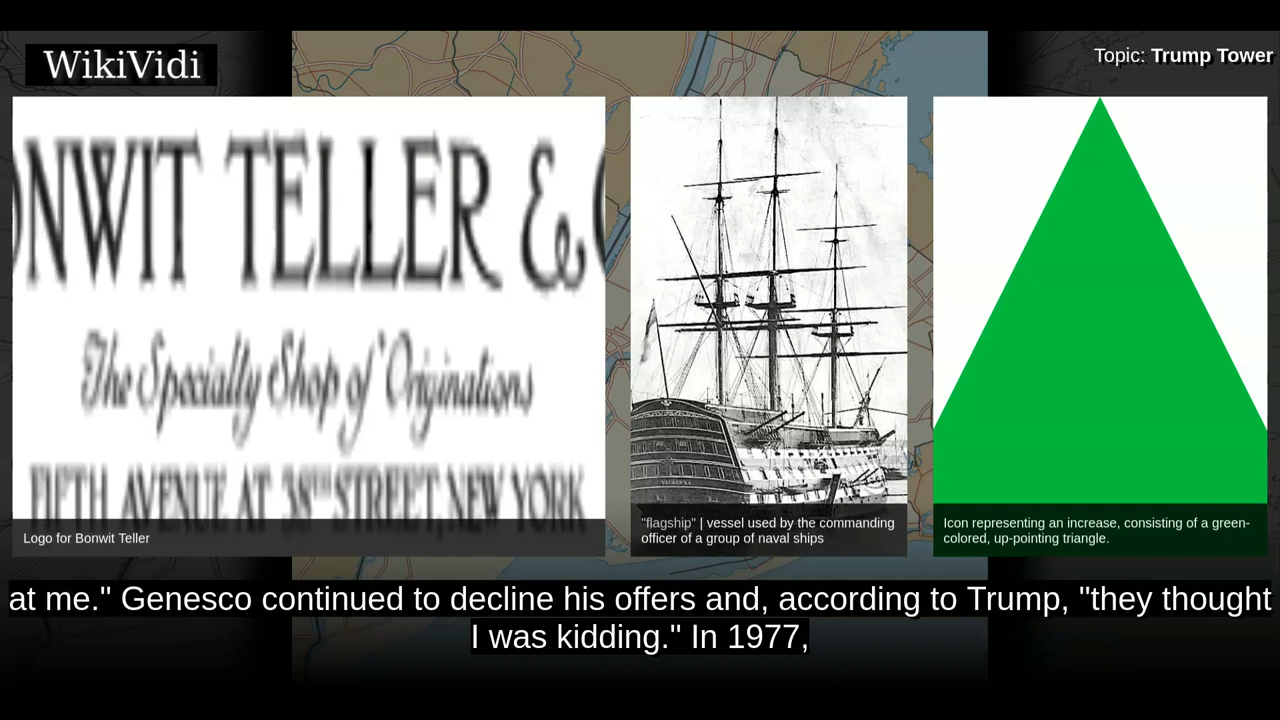 WikiVidi
Topic: Trump Tower
ONWIT TELLER &
The Specialty Shop of Originations
FIFTH AVENUE AT 38TH STREET NEW YORK
Logo for Bonwit Teller
"flagship" | vessel used by the commanding
officer of a group of naval ships
Icon representing an increase, consisting of a green-
colored, up-pointing triangle.
at me." Genesco continued to decline his offers and, according to Trump, "they thought
I was kidding." In 1977,